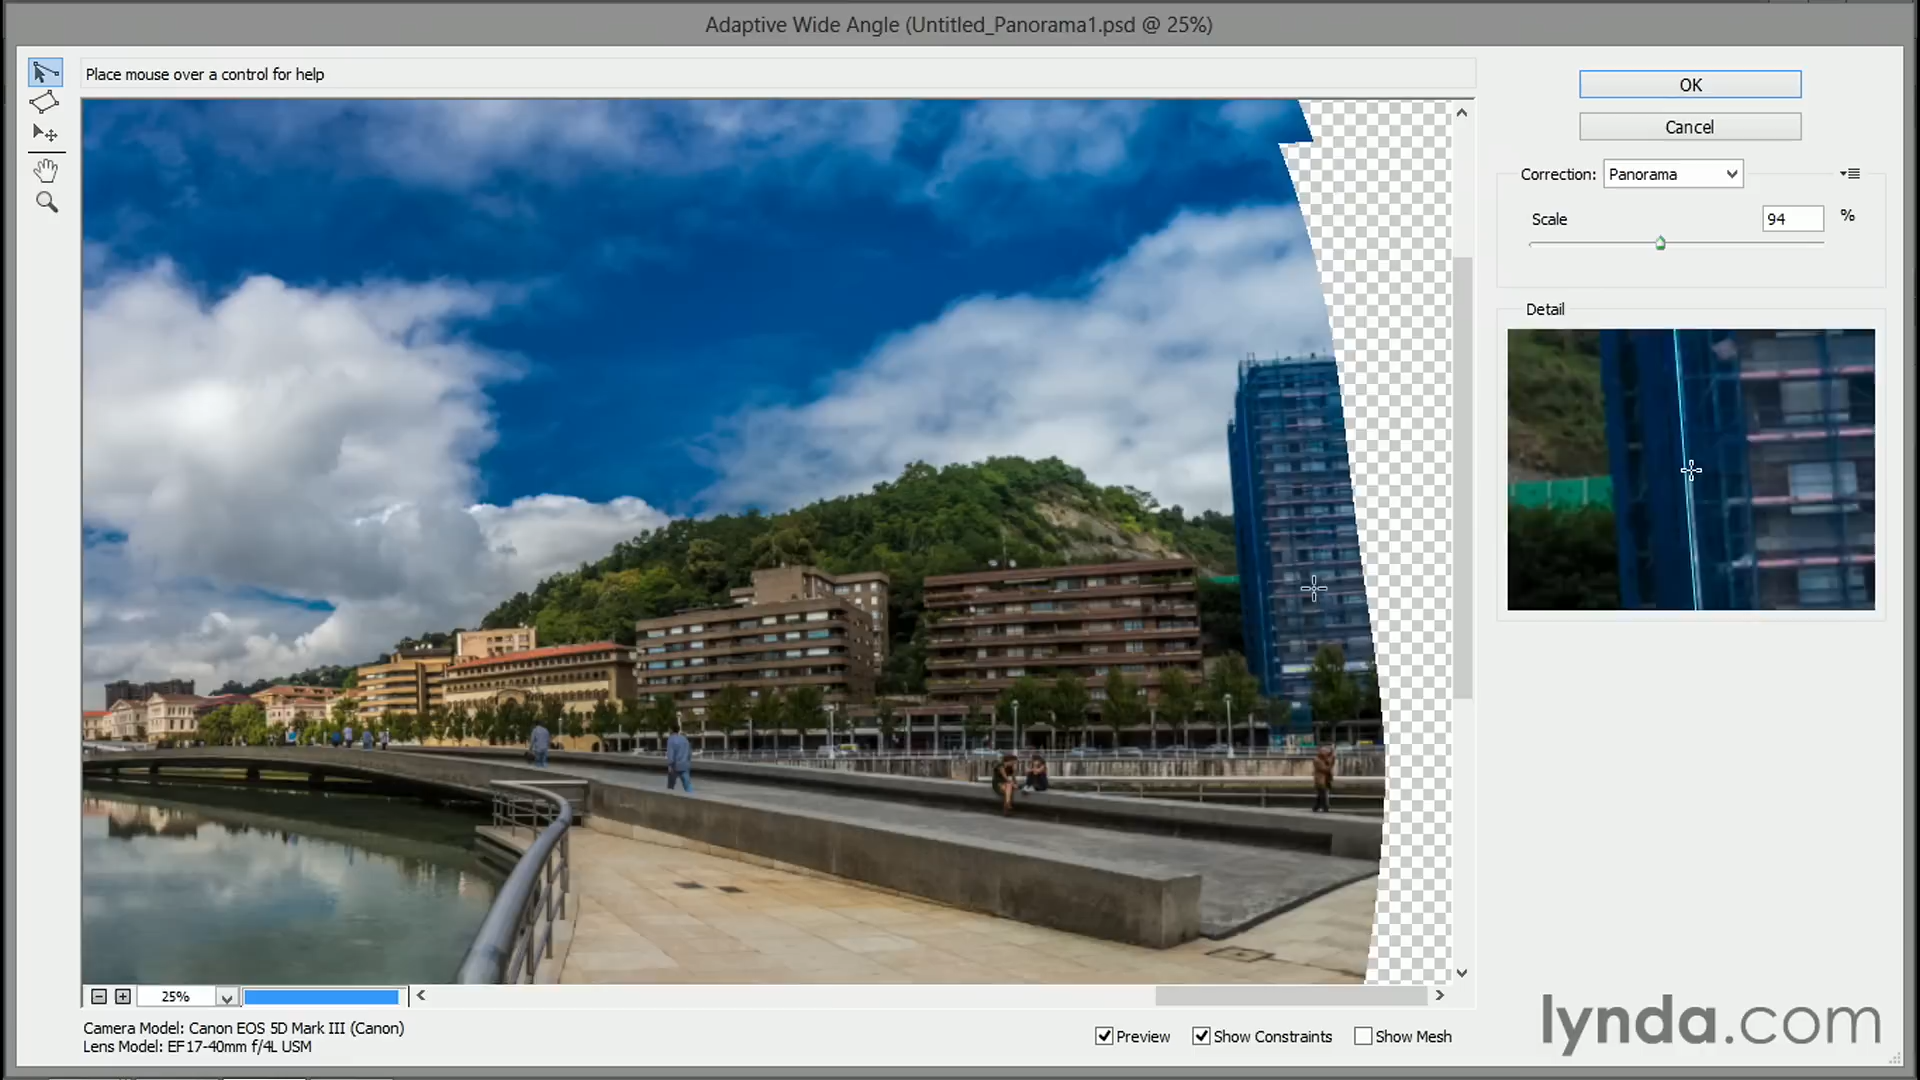 Adaptive Wide Angle (Untitled_Panorama1.psd @ 25%)
Place mouse over a control for help
OK
Cancel
Correction: Panorama
Scale 94 %
Detail
25%
Camera Model: Canon EOS 5D Mark III (Canon)
Lens Model: EF17-40mm f/4L USM
Preview Show Constraints Show Mesh
lynda.com